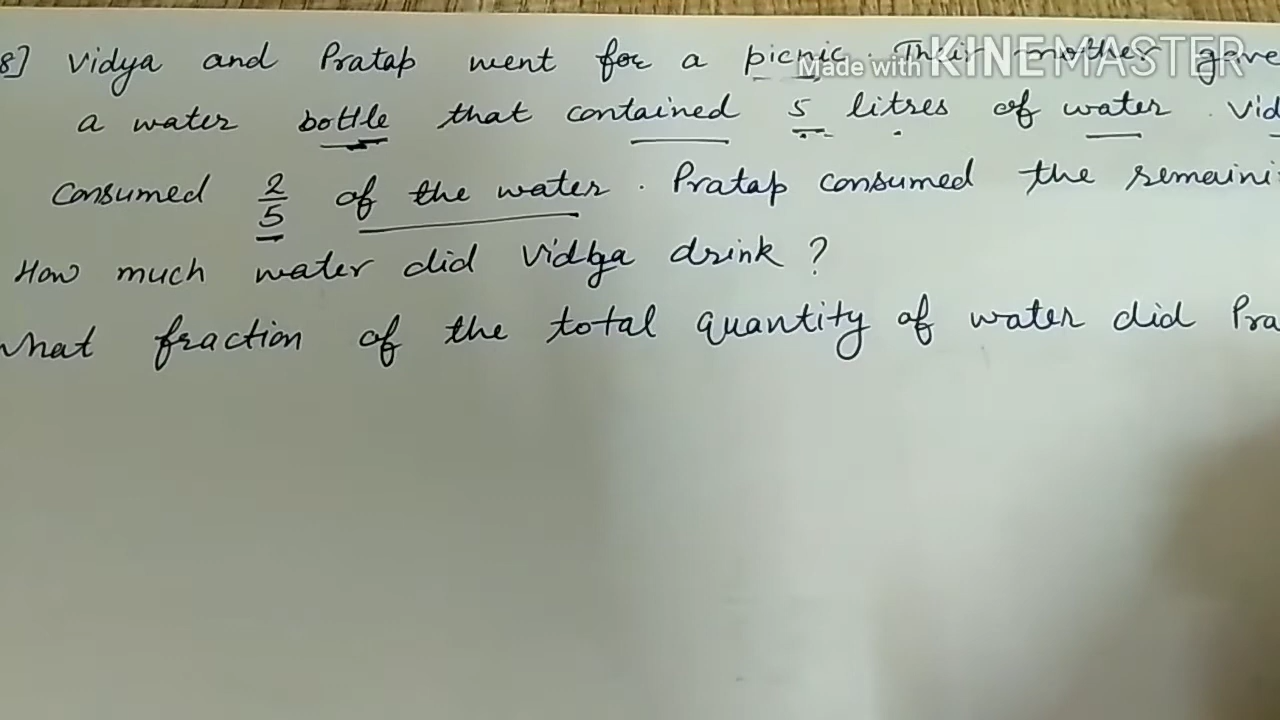 8] Vidya and Pratap went for a picnic. Their mother gave
Made with KINEMASTER
a water bottle that contained 5 litres of water. Vid
consumed 2/5 of the water. Pratap consumed the remaini
How much water did Vidya drink?
What fraction of the total quantity of water did Pra